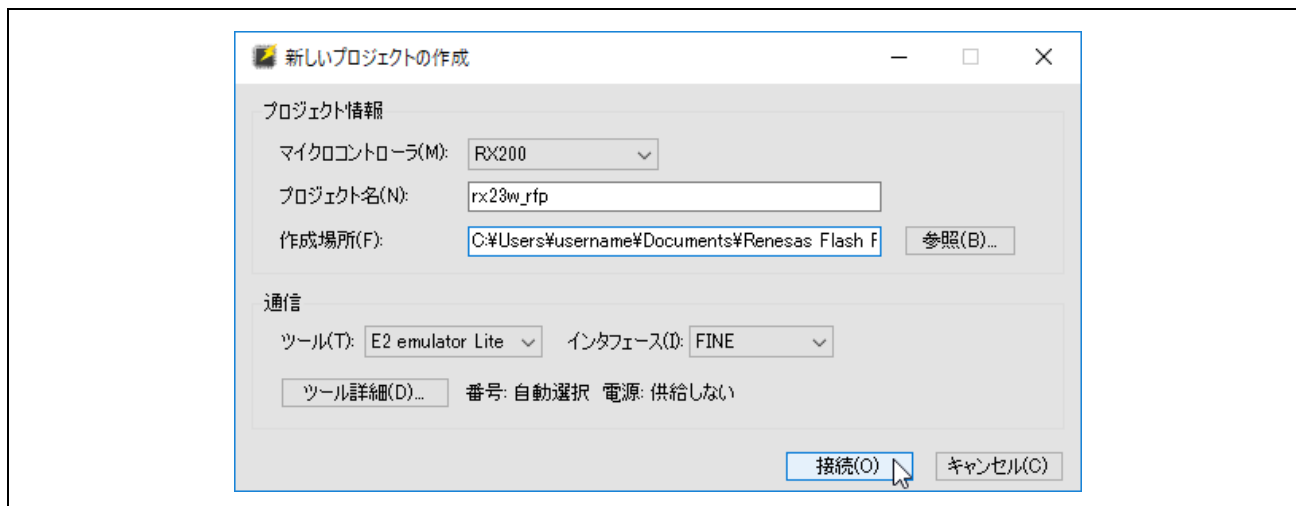 新しいプロジェクトの作成
プロジェクト情報
マイクロコントローラ(M): RX200
プロジェクト名(N): rx23w_rfp
作成場所(F): C:¥Users¥username¥Documents¥Renesas Flash F 参照(B)...
通信
ツール(T): E2 emulator Lite インタフェース(I): FINE
ツール詳細(D)... 番号: 自動選択 電源: 供給しない
接続(O) キャンセル(C)